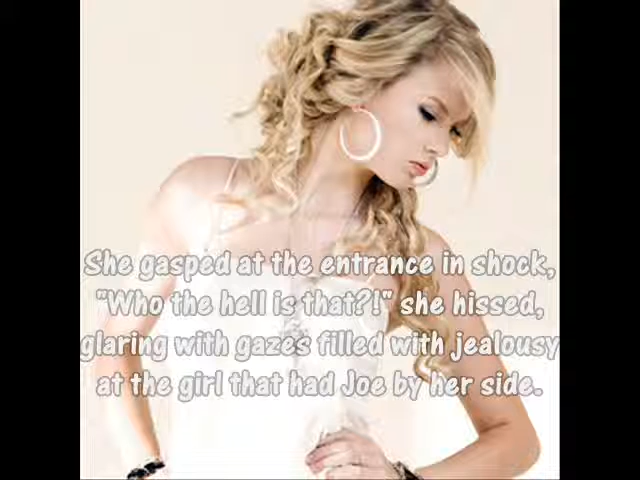 She gasped at the entrance in shock,
"Who the hell is that?!" she hissed,
glaring with gazes filled with jealousy
at the girl that had Joe by her side.